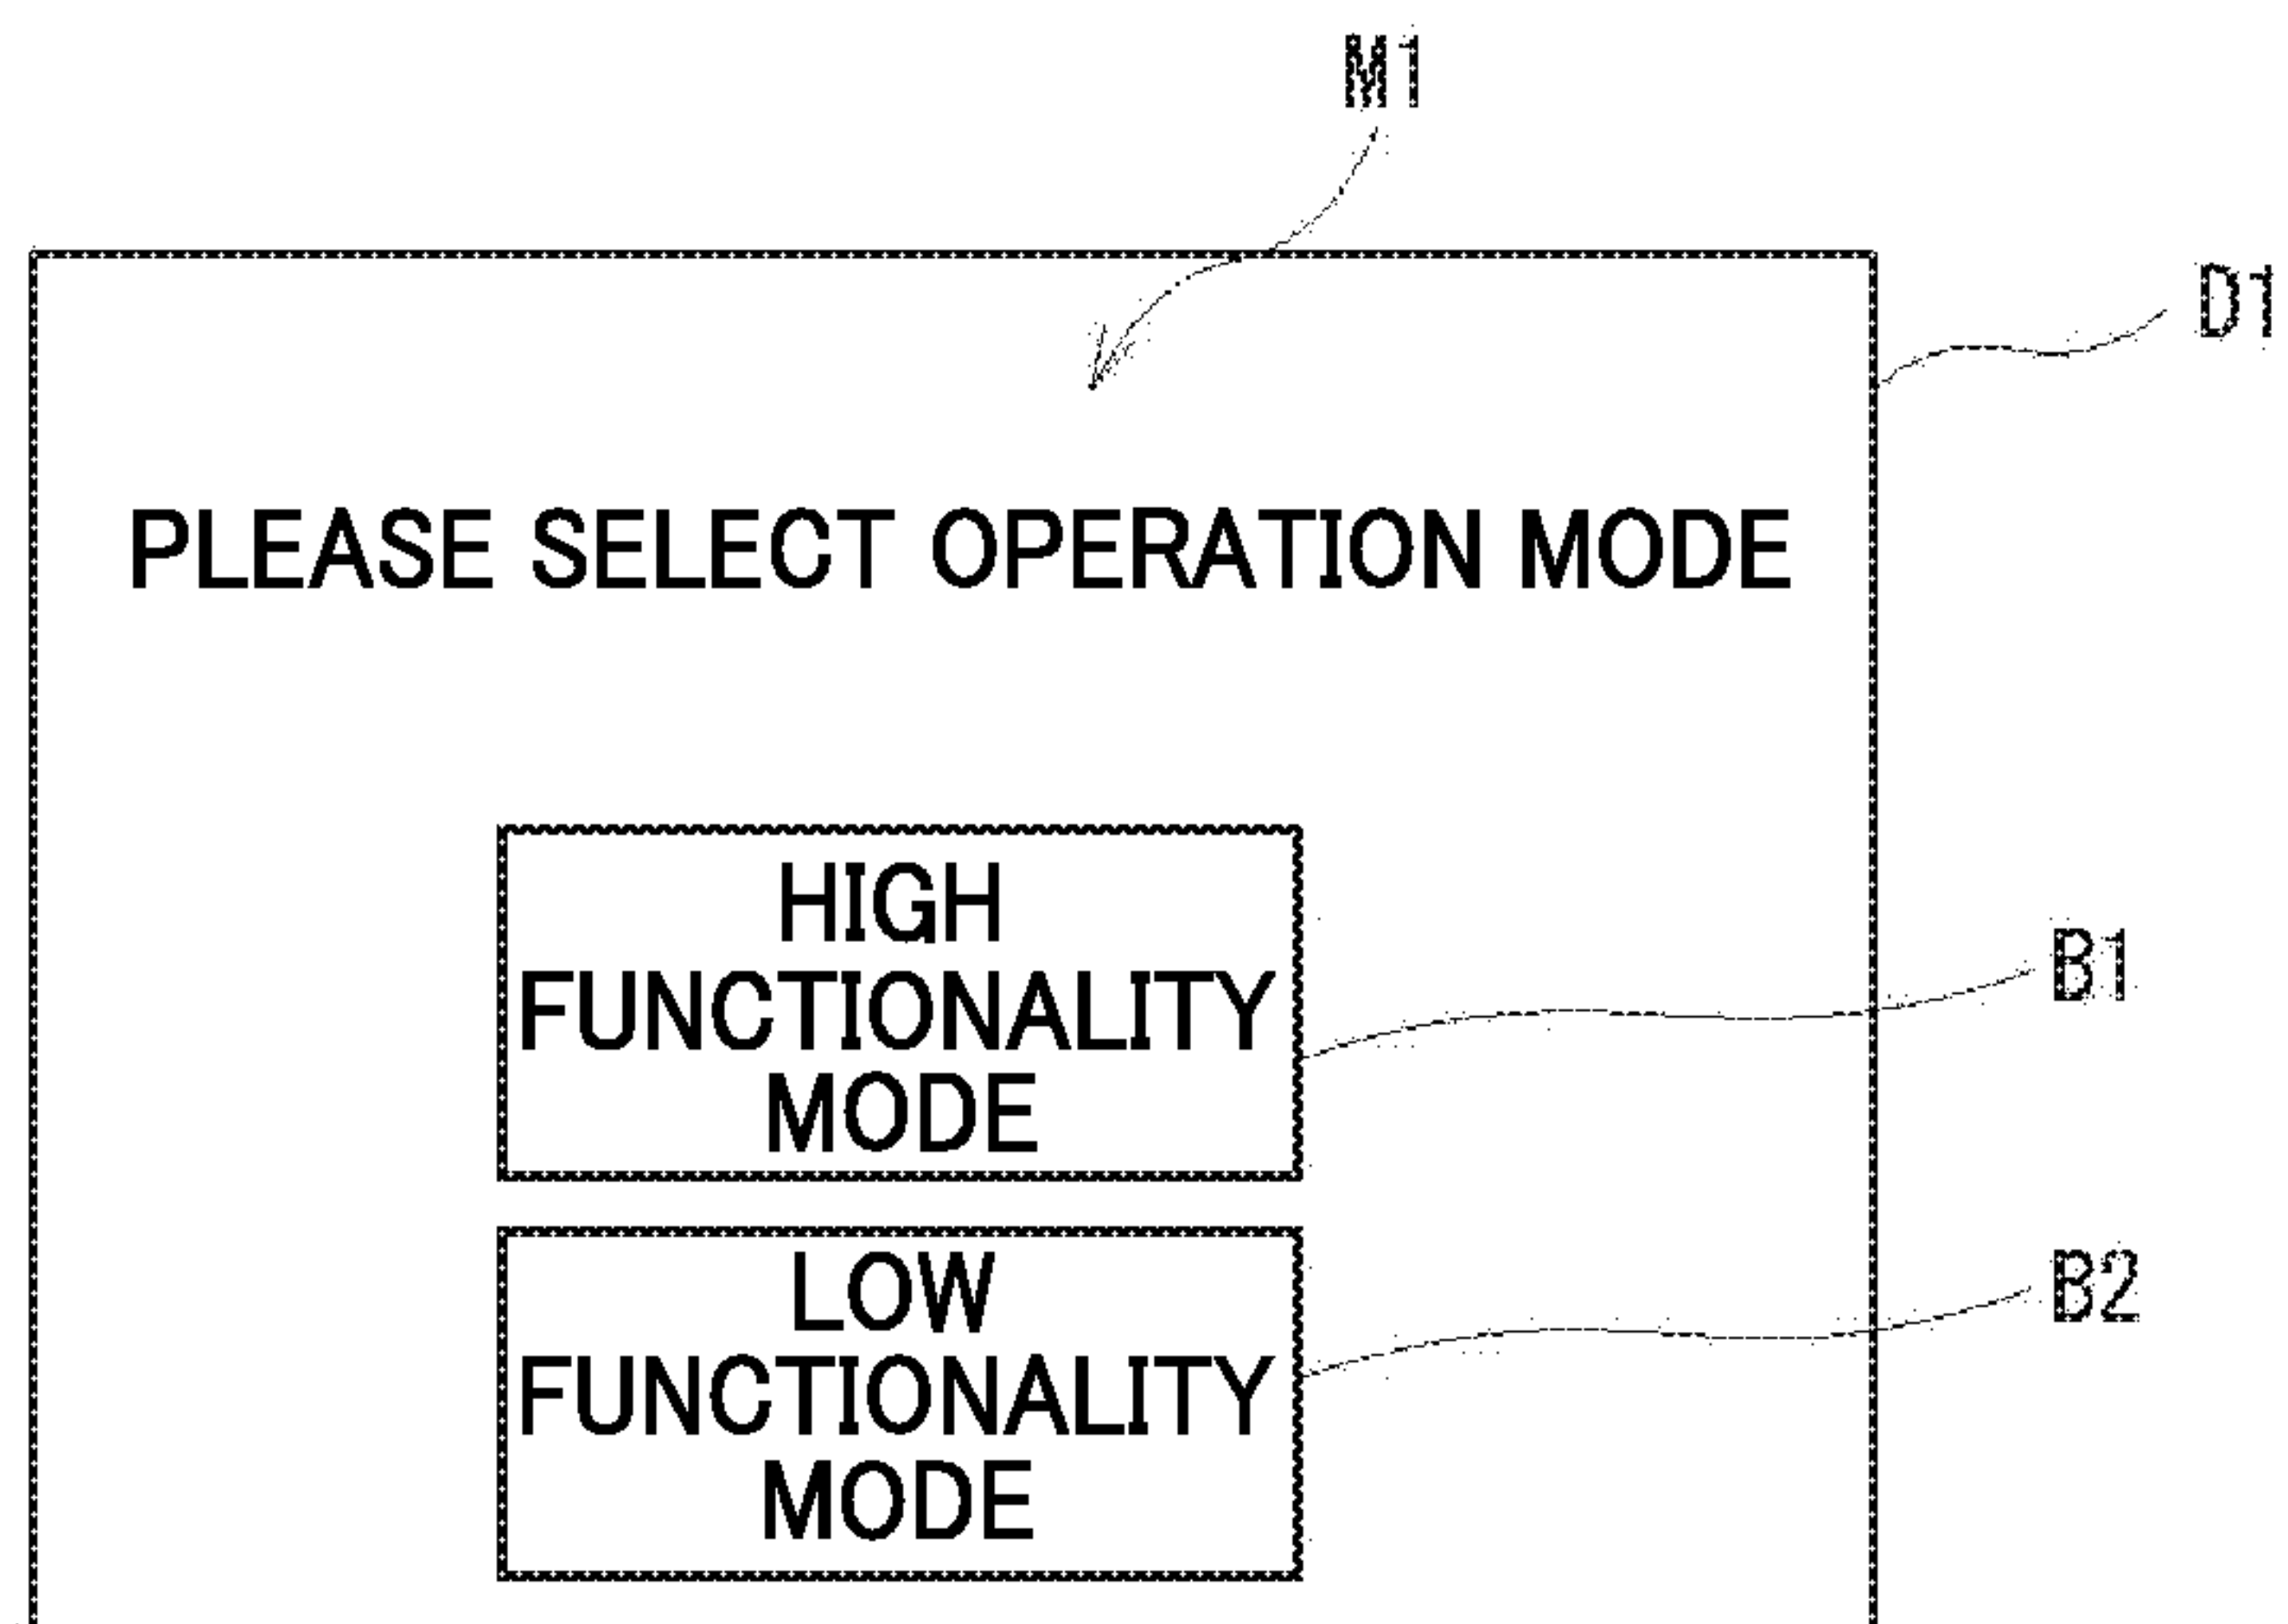 M1
D1
PLEASE SELECT OPERATION MODE
HIGH
FUNCTIONALITY
MODE
B1
LOW
FUNCTIONALITY
MODE
B2